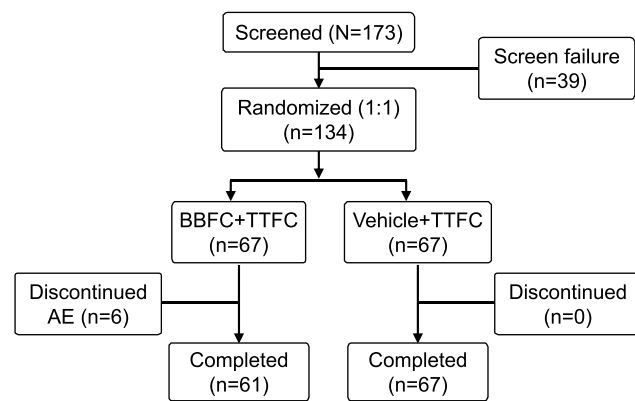 Screened (N=173)
Screen failure
(n=39)
Randomized (1:1)
(n=134)
BBFC+TTFC
(n=67)
Vehicle+TTFC
(n=67)
Discontinued
AE (n=6)
Discontinued
(n=0)
Completed
(n=61)
Completed
(n=67)